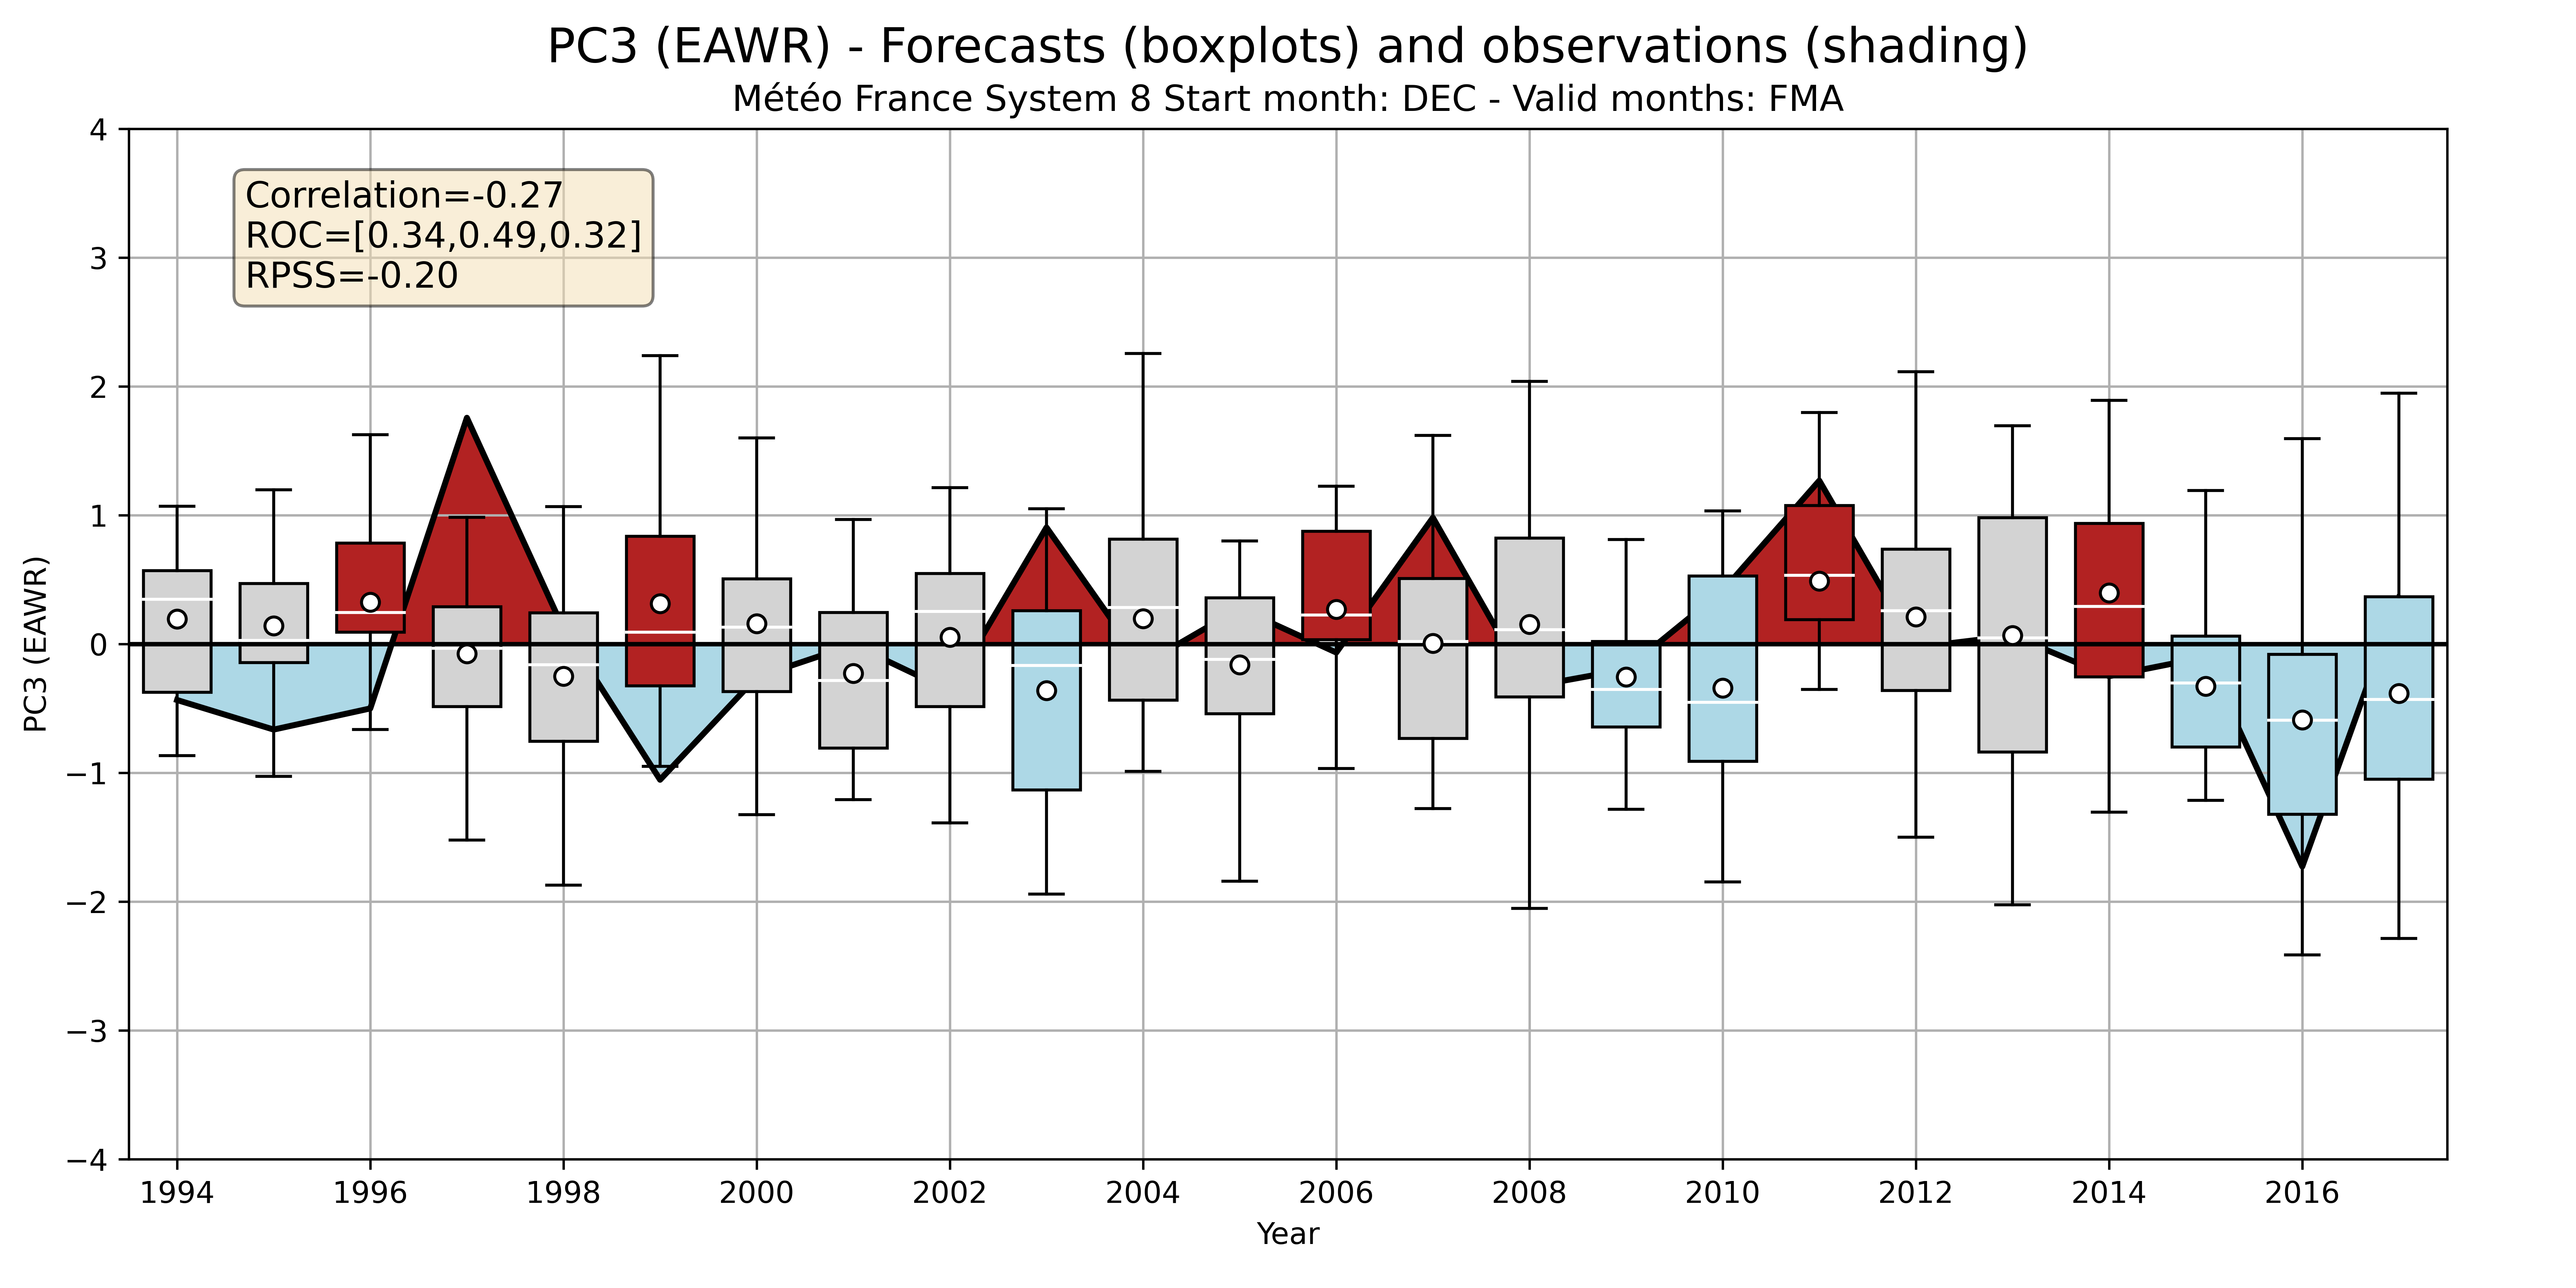 PC3 (EAWR) - Forecasts (boxplots) and observations (shading)
Météo France System 8 Start month: DEC - Valid months: FMA
Correlation=-0.27
ROC=[0.34,0.49,0.32]
RPSS=-0.20
PC3 (EAWR)
4
3
2
1
0
−1
−2
−3
−4
1994 1996 1998 2000 2002 2004 2006 2008 2010 2012 2014 2016
Year